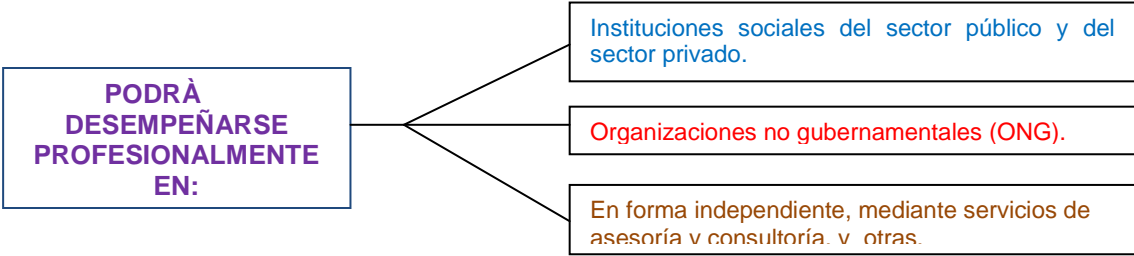 PODRÀ
DESEMPEÑARSE
PROFESIONALMENTE
EN:
Instituciones sociales del sector público y del
sector privado.
Organizaciones no gubernamentales (ONG).
En forma independiente, mediante servicios de
asesoría y consultoría, y otras.